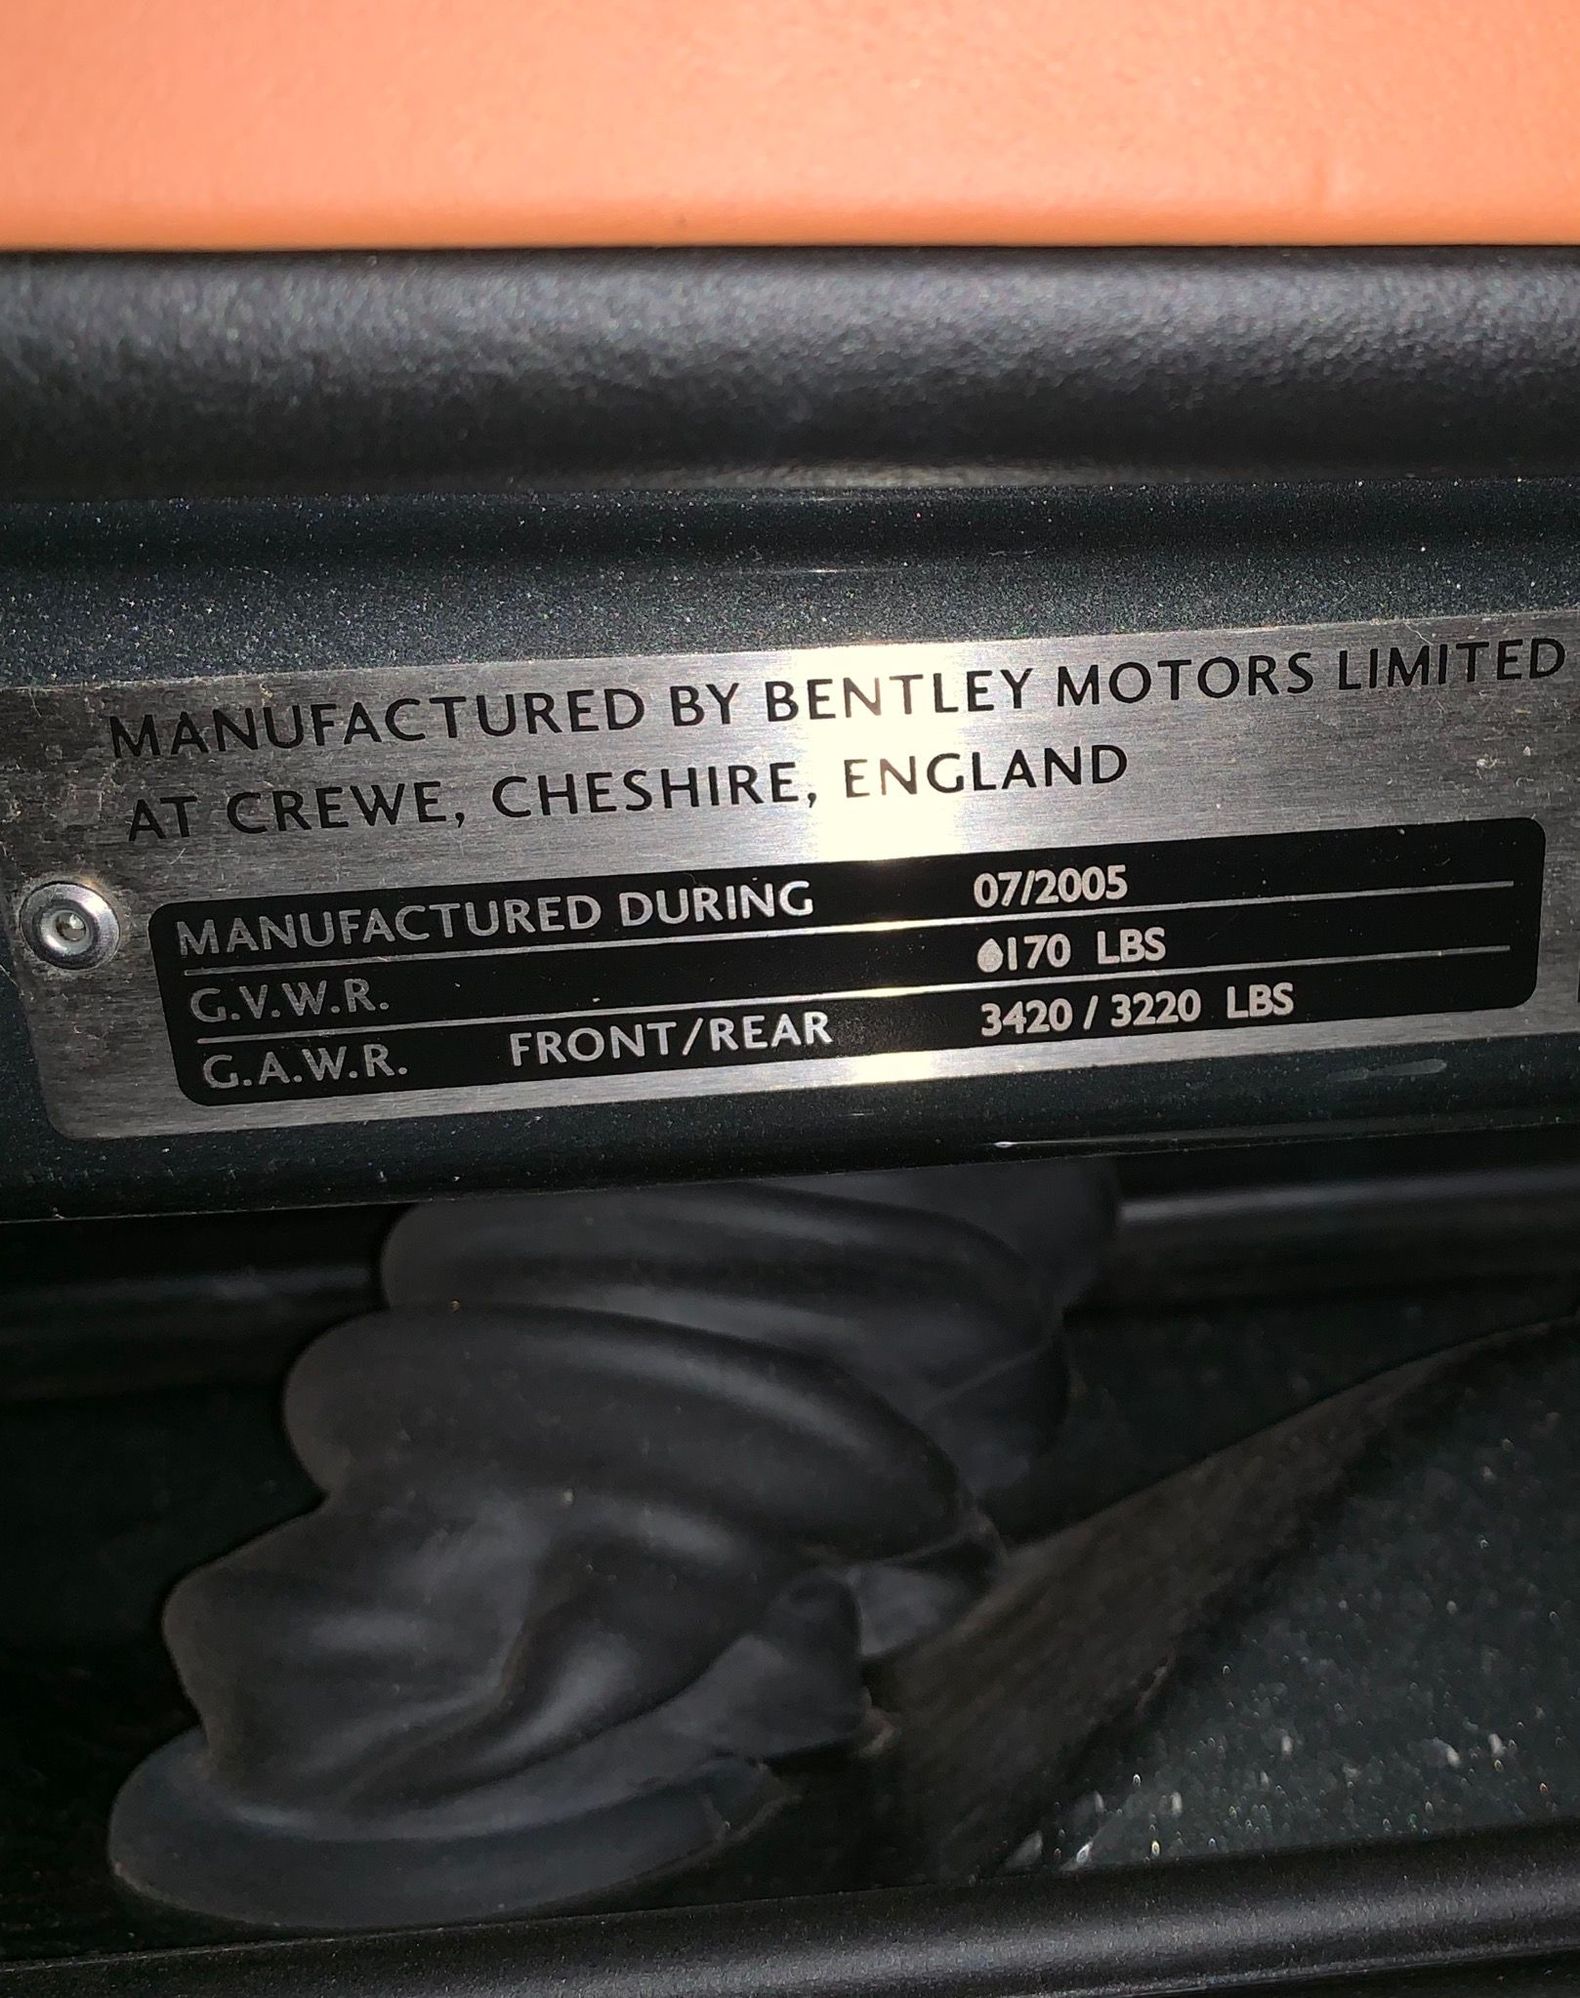 MANUFACTURED BY BENTLEY MOTORS LIMITED
AT CREWE, CHESHIRE, ENGLAND
MANUFACTURED DURING 07/2005
G.V.W.R. 6170 LBS
G.A.W.R. FRONT/REAR 3420 / 3220 LBS